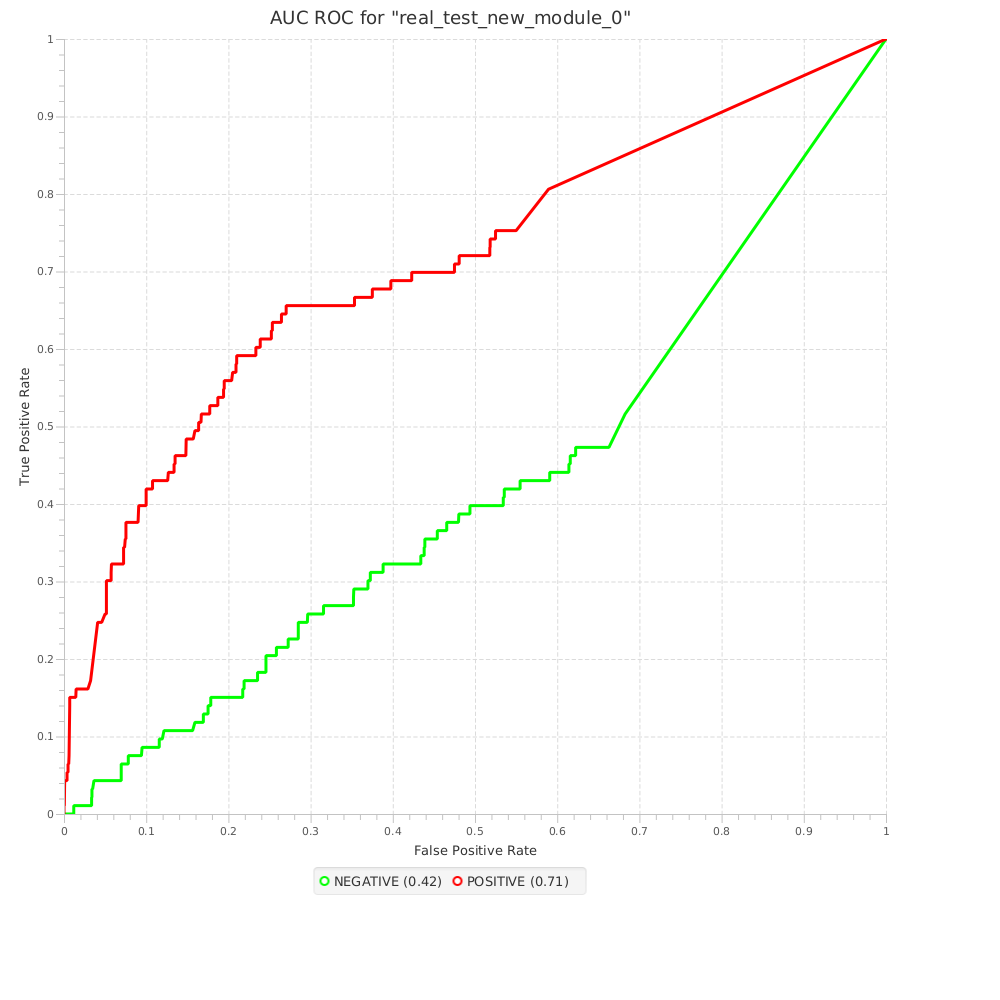 AUC ROC for "real_test_new_module_0"
1
0.9
0.8
0.7
0.6
0.5
0.4
0.3
0.2
0.1
0
True Positive Rate
0 0.1 0.2 0.3 0.4 0.5 0.6 0.7 0.8 0.9 1
False Positive Rate
NEGATIVE (0.42) POSITIVE (0.71)